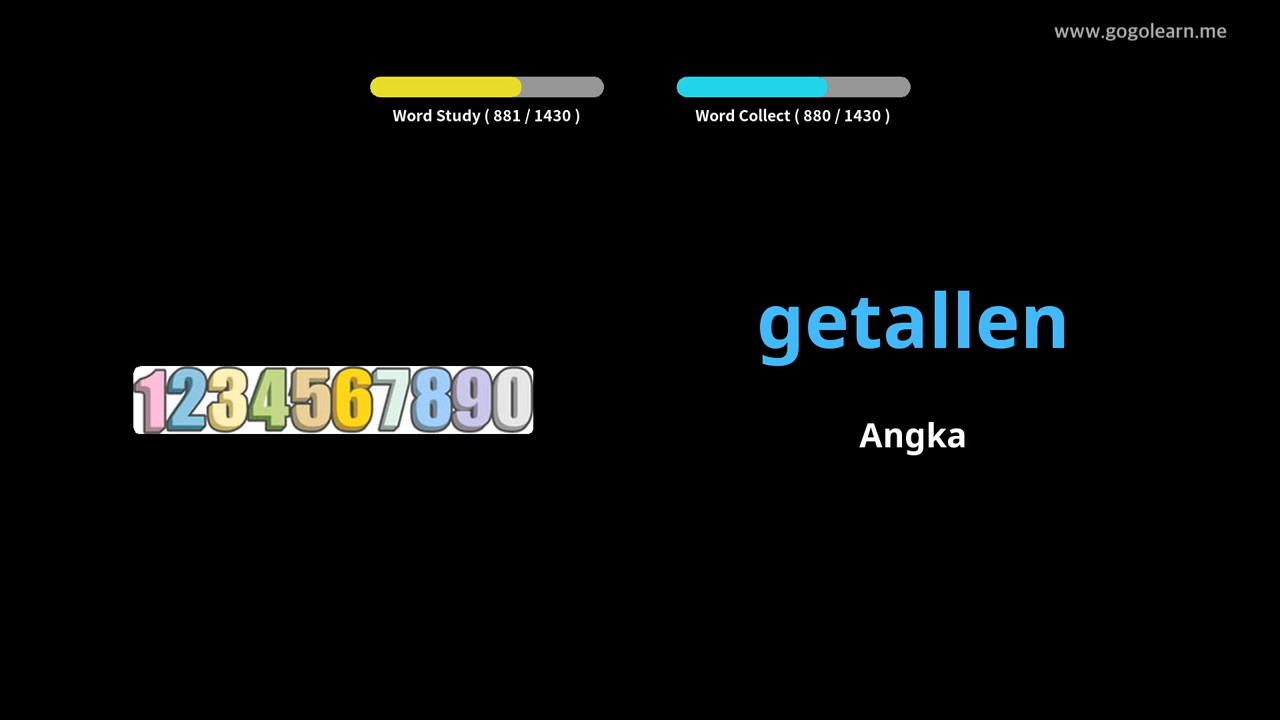 www.gogolearn.me
Word Study ( 881 / 1430 )
Word Collect ( 880 / 1430 )
getallen
1234567890
Angka